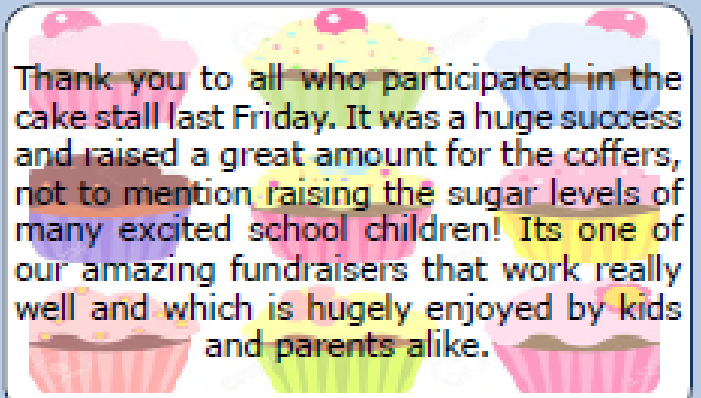 Thank you to all who participated in the
cake stall last Friday. It was a huge success
and raised a great amount for the coffers,
not to mention raising the sugar levels of
many excited school children! Its one of
our amazing fundraisers that work really
well and which is hugely enjoyed by kids
and parents alike.